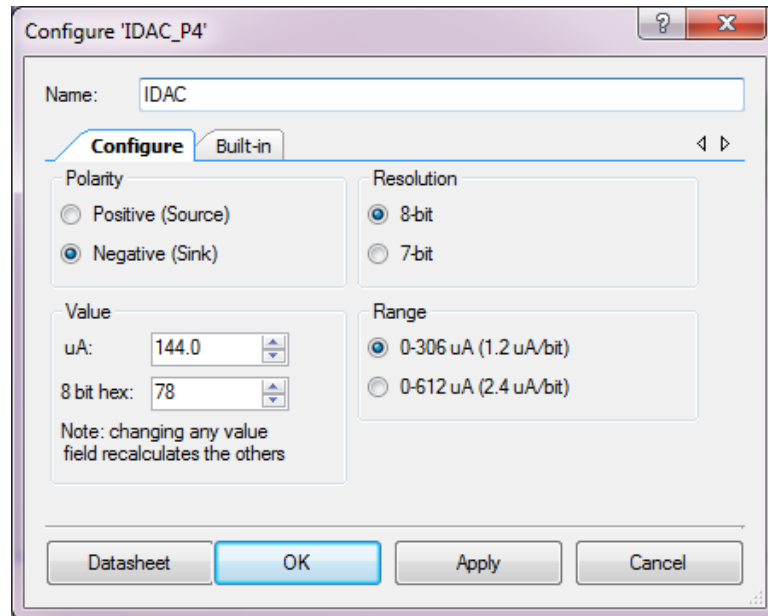 Configure 'IDAC_P4'
?
Name: IDAC
Configure Built-in
Polarity
Positive (Source)
Negative (Sink)
Resolution
8-bit
7-bit
Value
uA: 144.0
8 bit hex: 78
Note: changing any value
field recalculates the others
Range
0-306 uA (1.2 uA/bit)
0-612 uA (2.4 uA/bit)
Datasheet OK Apply Cancel